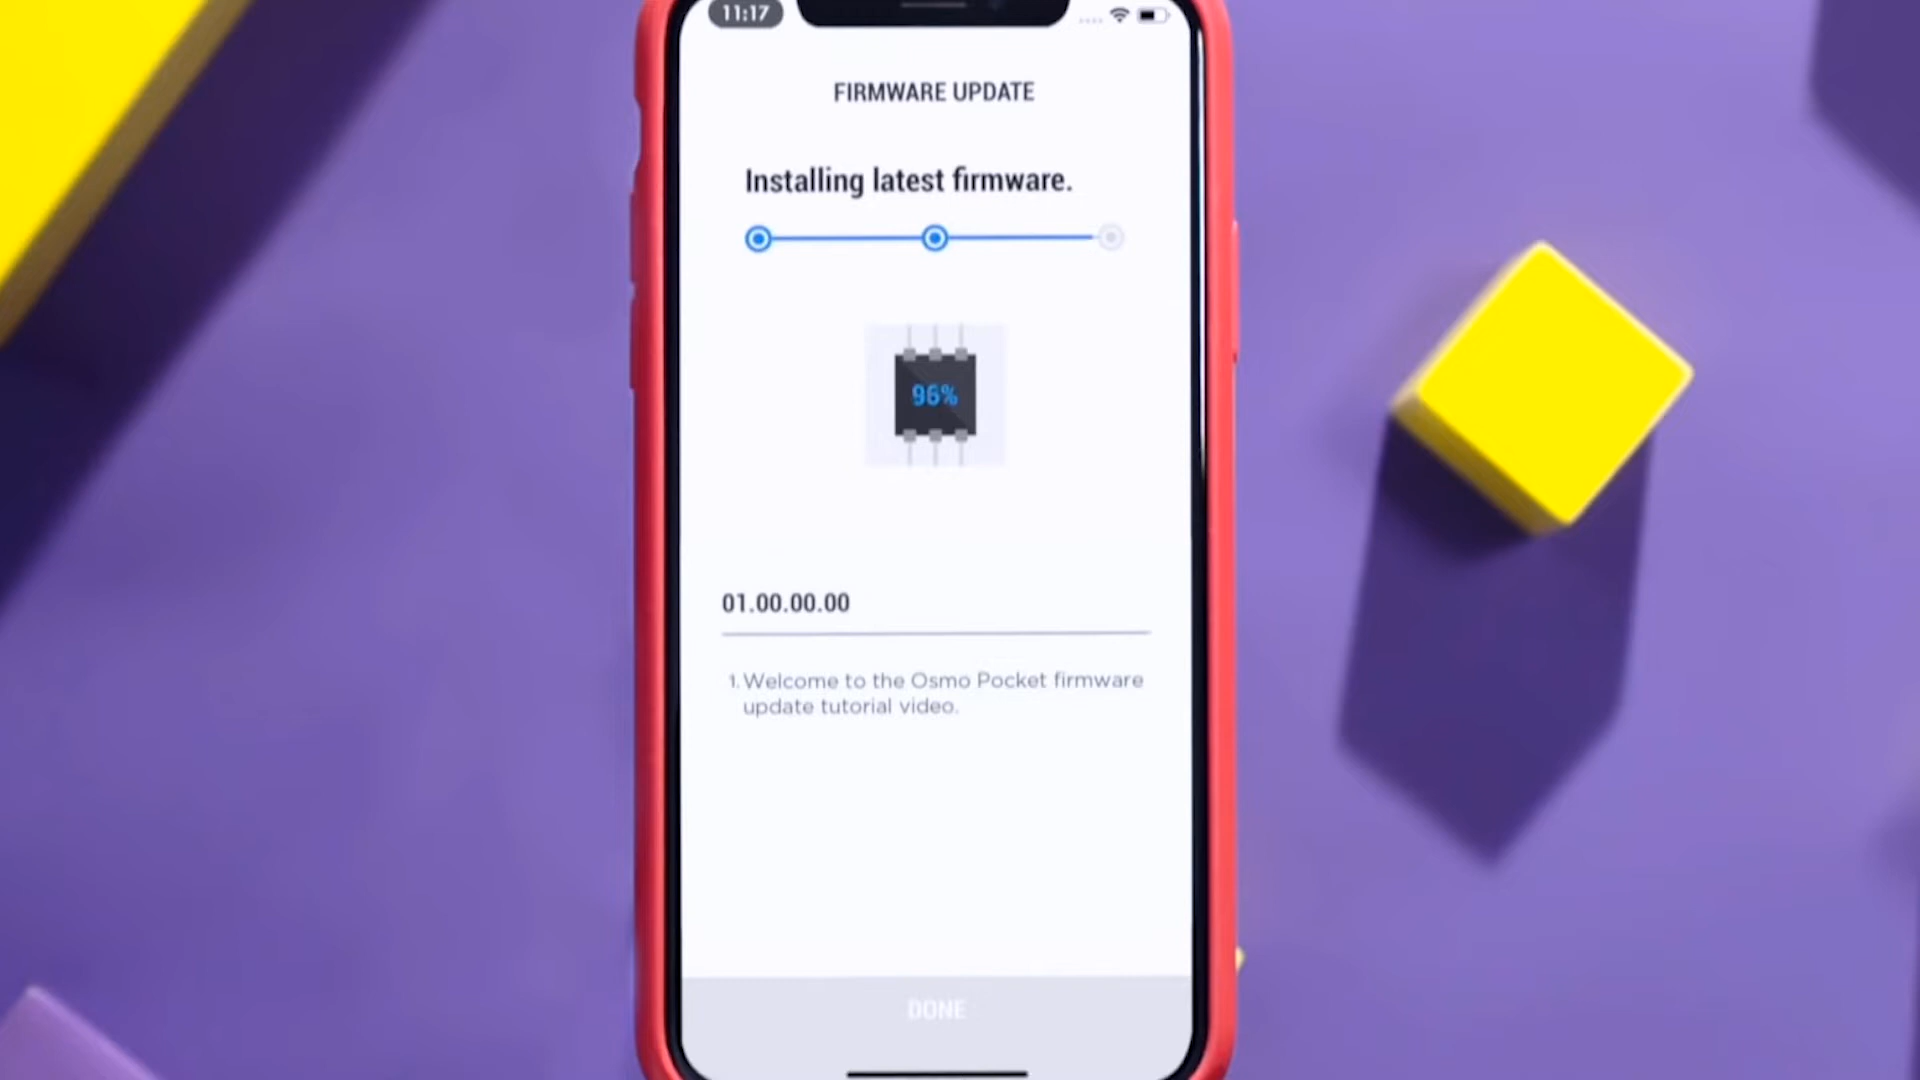 11:17
FIRMWARE UPDATE
Installing latest firmware.
96%
01.00.00.00
1. Welcome to the Osmo Pocket firmware
update tutorial video.
DONE